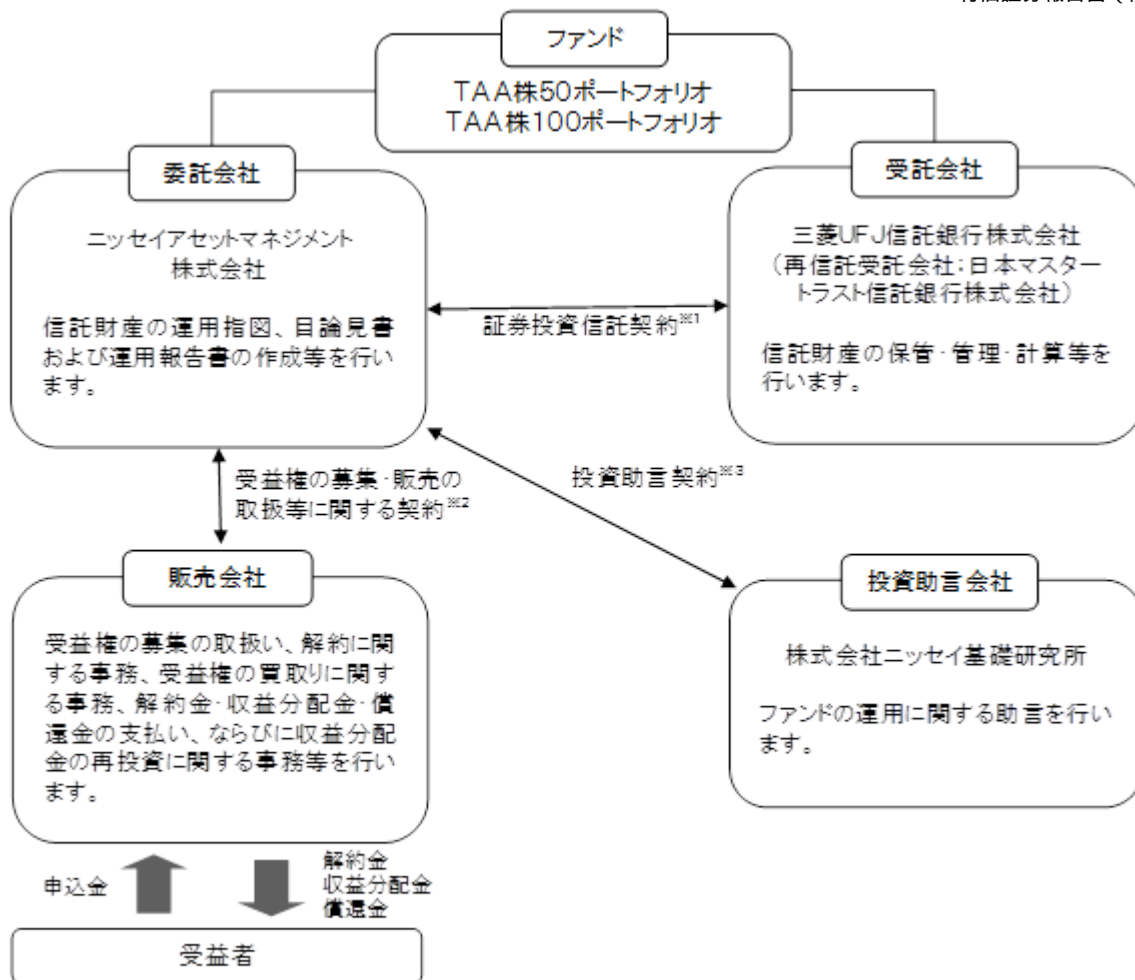 ファンド
TAA株50ポートフォリオ
TAA株100ポートフォリオ
委託会社
ニッセイアセットマネジメント
株式会社
信託財産の運用指図、目論見書
および運用報告書の作成等を行い
ます。
受託会社
三菱UFJ信託銀行株式会社
(再信託受託会社:日本マスター
トラスト信託銀行株式会社)
信託財産の保管・管理・計算等を
行います。
証券投資信託契約※1
受益権の募集・販売の
取扱等に関する契約※2
投資助言契約※3
販売会社
受益権の募集の取扱い、解約に関
する事務、受益権の買取りに関す
る事務、解約金・収益分配金・償
還金の支払い、ならびに収益分配
金の再投資に関する事務等を行い
ます。
投資助言会社
株式会社ニッセイ基礎研究所
ファンドの運用に関する助言を行い
ます。
申込金
解約金
収益分配金
償還金
受益者